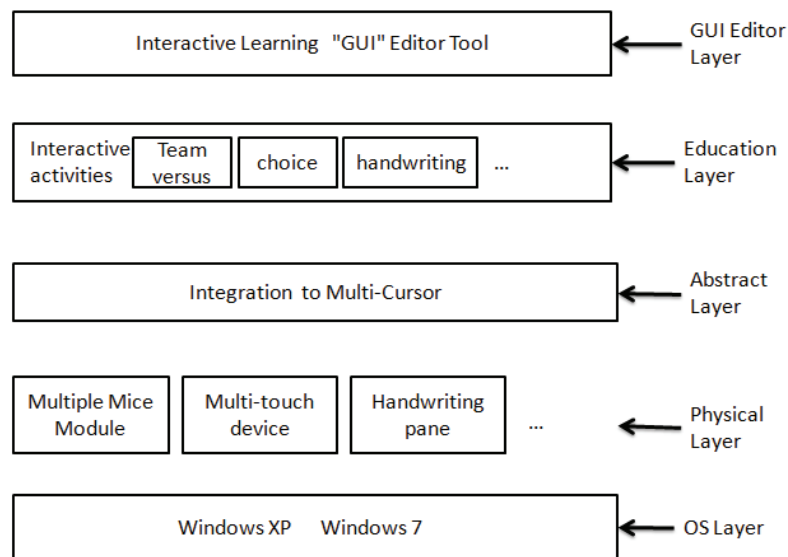 Interactive Learning "GUI" Editor Tool
GUI Editor
Layer
Interactive
activities
Team
versus
choice
handwriting
...
Education
Layer
Integration to Multi-Cursor
Abstract
Layer
Multiple Mice
Module
Multi-touch
device
Handwriting
pane
...
Physical
Layer
Windows XP Windows 7
OS Layer